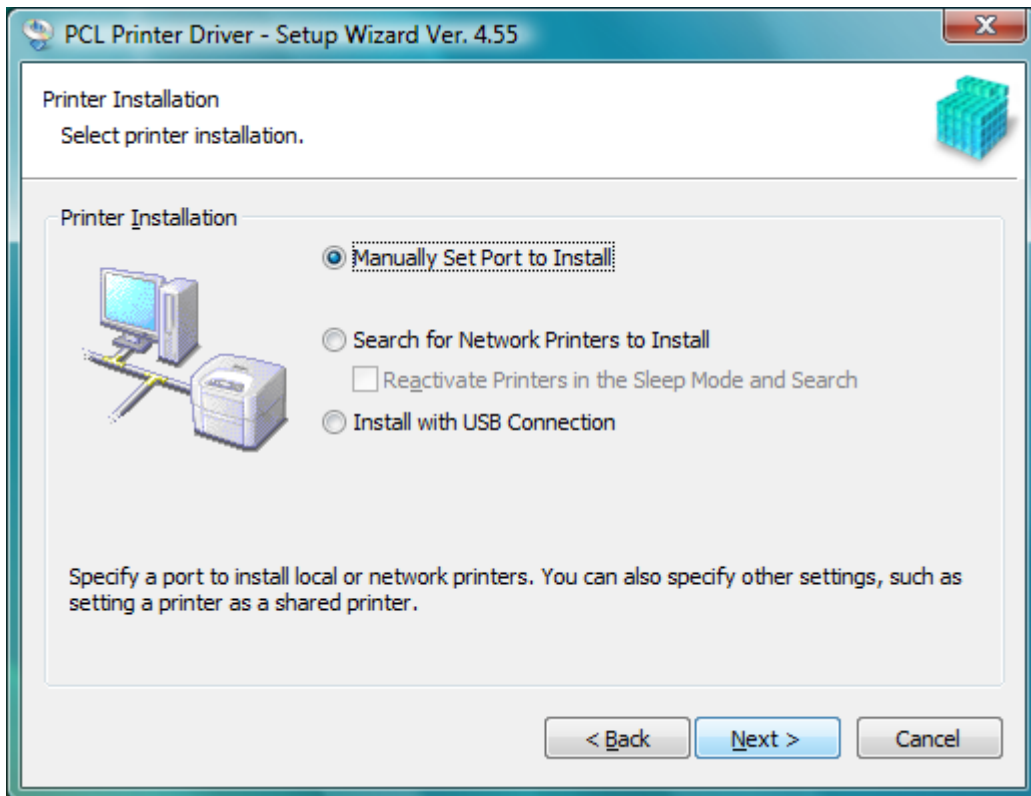 PCL Printer Driver - Setup Wizard Ver. 4.55
Printer Installation
Select printer installation.
Printer Installation
Manually Set Port to Install
Search for Network Printers to Install
Reactivate Printers in the Sleep Mode and Search
Install with USB Connection
Specify a port to install local or network printers. You can also specify other settings, such as
setting a printer as a shared printer.
< Back Next > Cancel